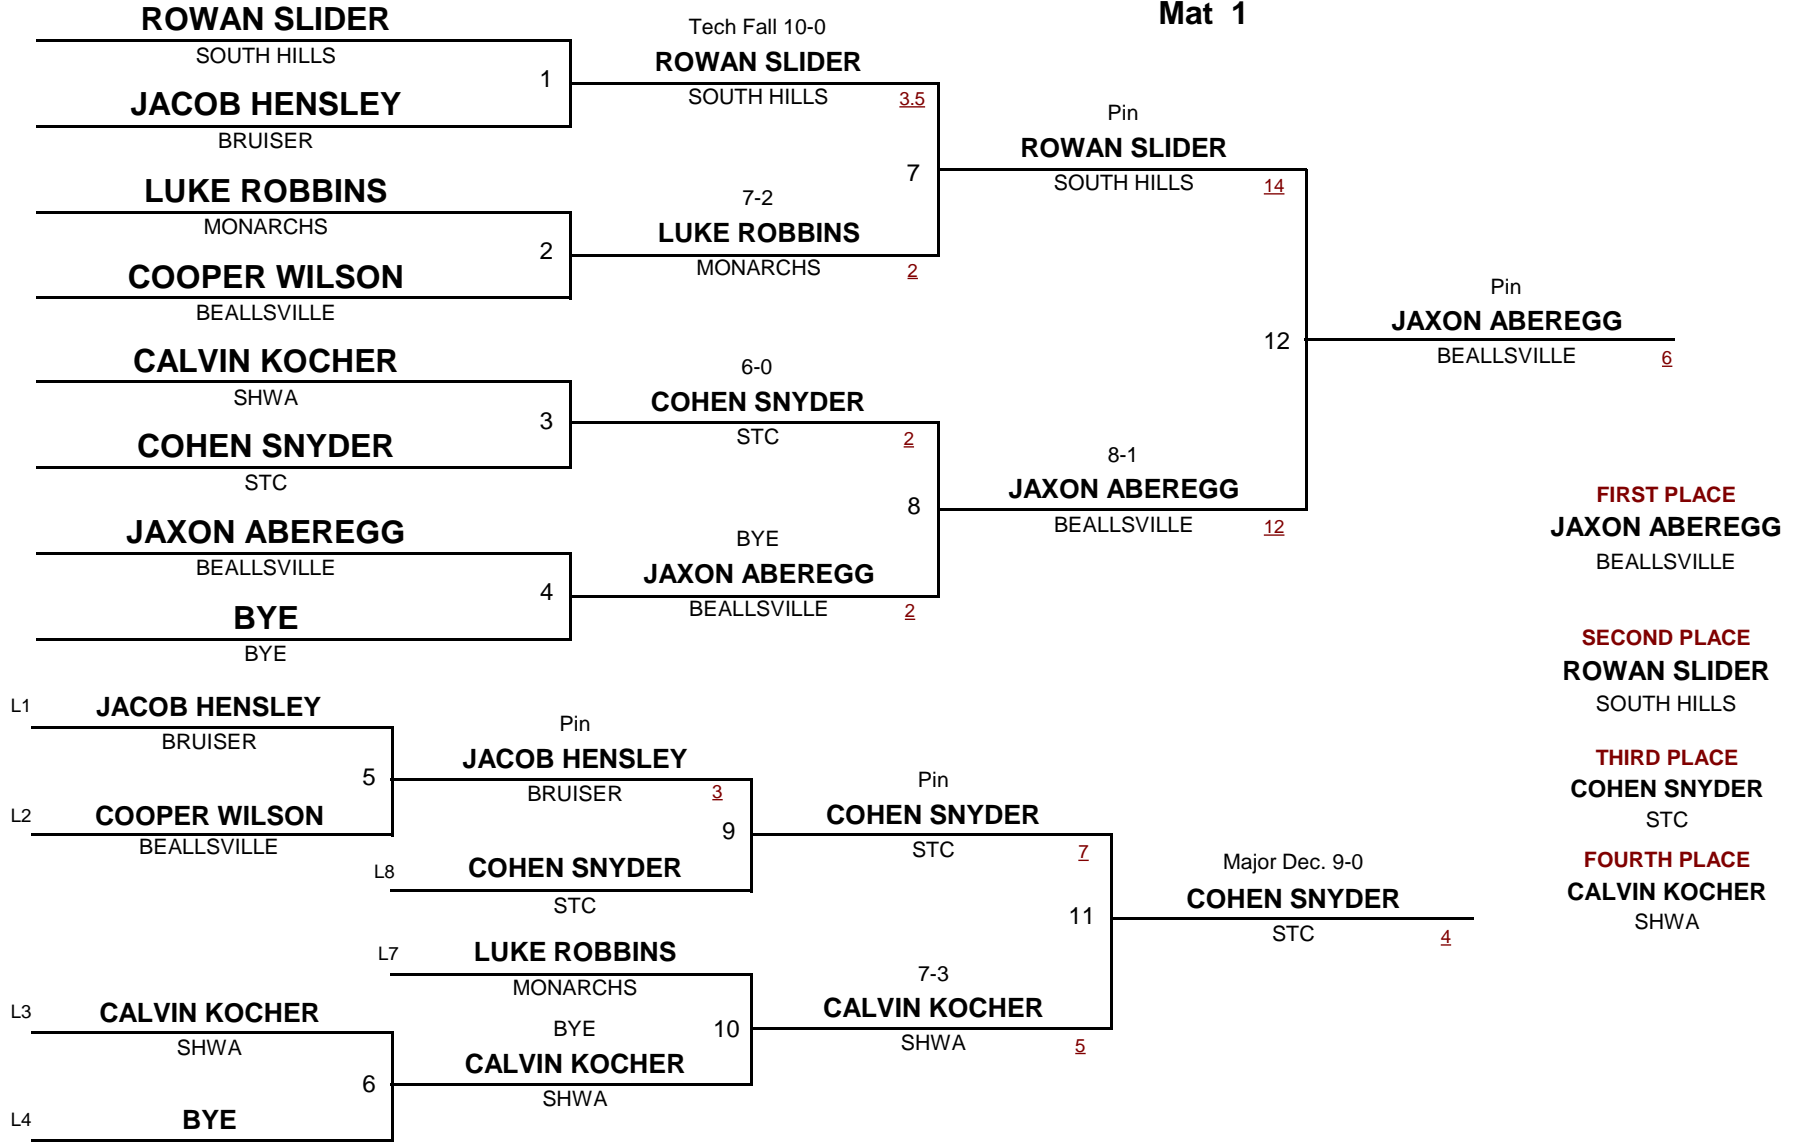 Mat 1
ROWAN SLIDER
SOUTH HILLS
1
JACOB HENSLEY
BRUISER
LUKE ROBBINS
MONARCHS
2
COOPER WILSON
BEALLSVILLE
CALVIN KOCHER
SHWA
3
COHEN SNYDER
STC
JAXON ABEREGG
BEALLSVILLE
4
BYE
BYE
Tech Fall 10-0
ROWAN SLIDER
SOUTH HILLS 3.5
7
7-2
LUKE ROBBINS
MONARCHS 2
6-0
COHEN SNYDER
STC 2
8
BYE
JAXON ABEREGG
BEALLSVILLE 2
Pin
ROWAN SLIDER
SOUTH HILLS 14
12
8-1
JAXON ABEREGG
BEALLSVILLE 12
Pin
JAXON ABEREGG
BEALLSVILLE 6
L1 JACOB HENSLEY
BRUISER
5
L2 COOPER WILSON
BEALLSVILLE
Pin
JACOB HENSLEY
BRUISER 3
9
L8 COHEN SNYDER
STC
L7 LUKE ROBBINS
MONARCHS
L3 CALVIN KOCHER
SHWA
6
L4 BYE
BYE
10
CALVIN KOCHER
SHWA
Pin
COHEN SNYDER
STC 7
11
7-3
CALVIN KOCHER
SHWA 5
Major Dec. 9-0
COHEN SNYDER
STC 4
FIRST PLACE
JAXON ABEREGG
BEALLSVILLE
SECOND PLACE
ROWAN SLIDER
SOUTH HILLS
THIRD PLACE
COHEN SNYDER
STC
FOURTH PLACE
CALVIN KOCHER
SHWA